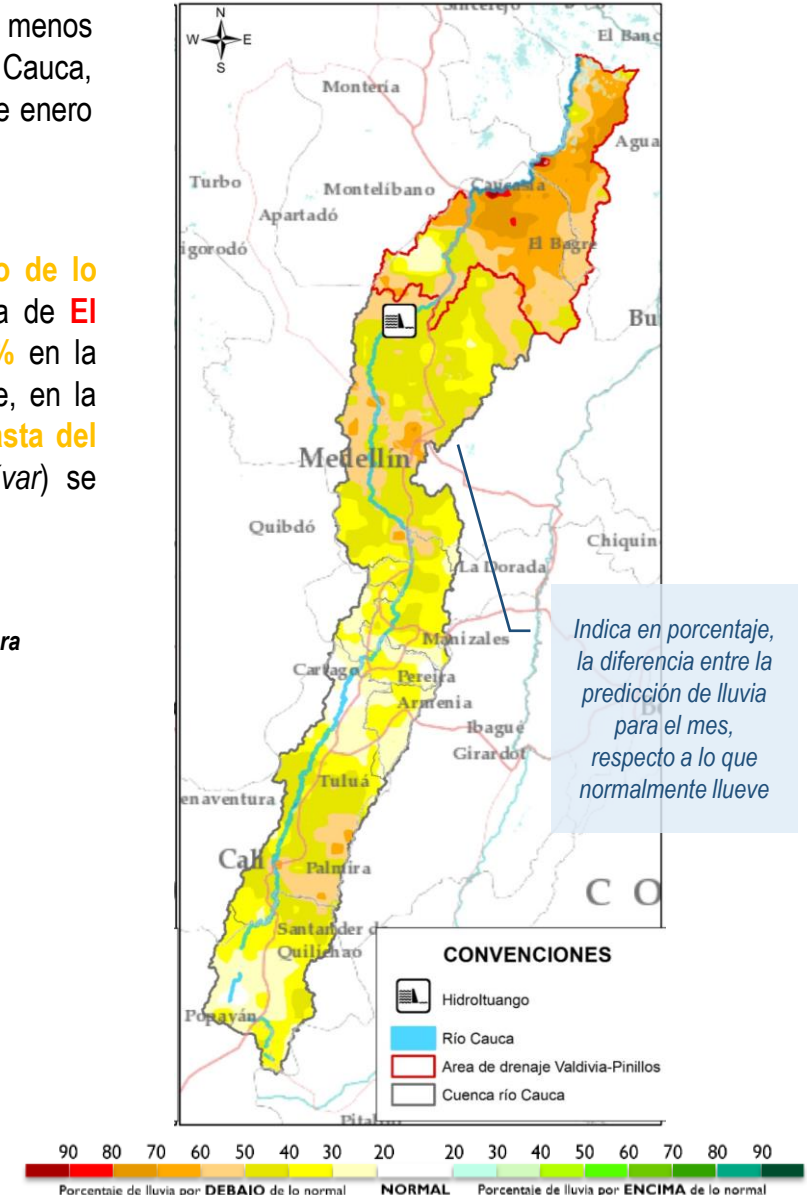 menos
Cauca,
e enero
o de lo
a de El
% en la
e, en la
asta del
var) se
ra
N
W E
S
El Banc
Montería
Agua
Turbo
Montelíbano
Caucasia
Apartadó
igorodó
El Bagre
Bu
Medellín
Quibdó
Chiquin
La Dorada
Manizales
Cartago
Pereira
Armenia
Ibagué
Girardot
Tuluá
enaventura
Cali
Palmira
C O
Santander de
Quilichao
Popayán
Indica en porcentaje,
la diferencia entre la
predicción de lluvia
para el mes,
respecto a lo que
normalmente llueve
CONVENCIONES
HidroItuango
Río Cauca
Area de drenaje Valdivia-Pinillos
Cuenca río Cauca
90 80 70 60 50 40 30 20 20 30 40 50 60 70 80 90
Porcentaje de lluvia por DEBAJO de lo normal NORMAL Porcentaje de lluvia por ENCIMA de lo normal